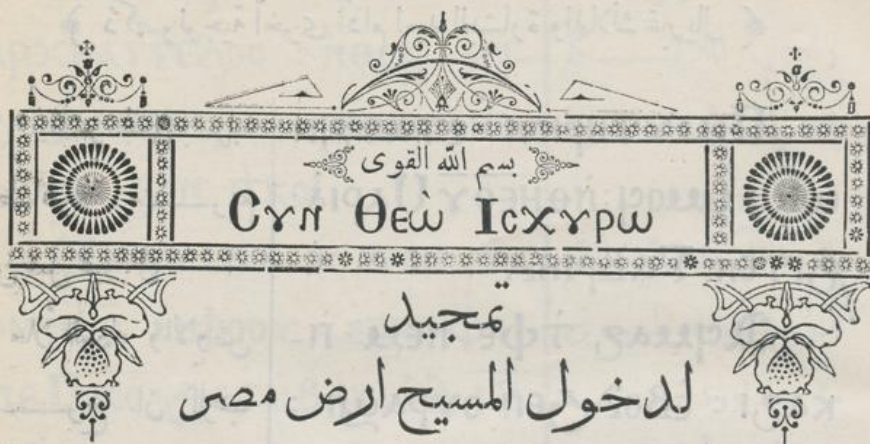 بسم الله القوى
Ⲥⲩⲛ Ⲑⲉⲱ Ⲓⲥⲭⲩⲣⲱ
تمجيد
لدخول المسيح ارض مصر